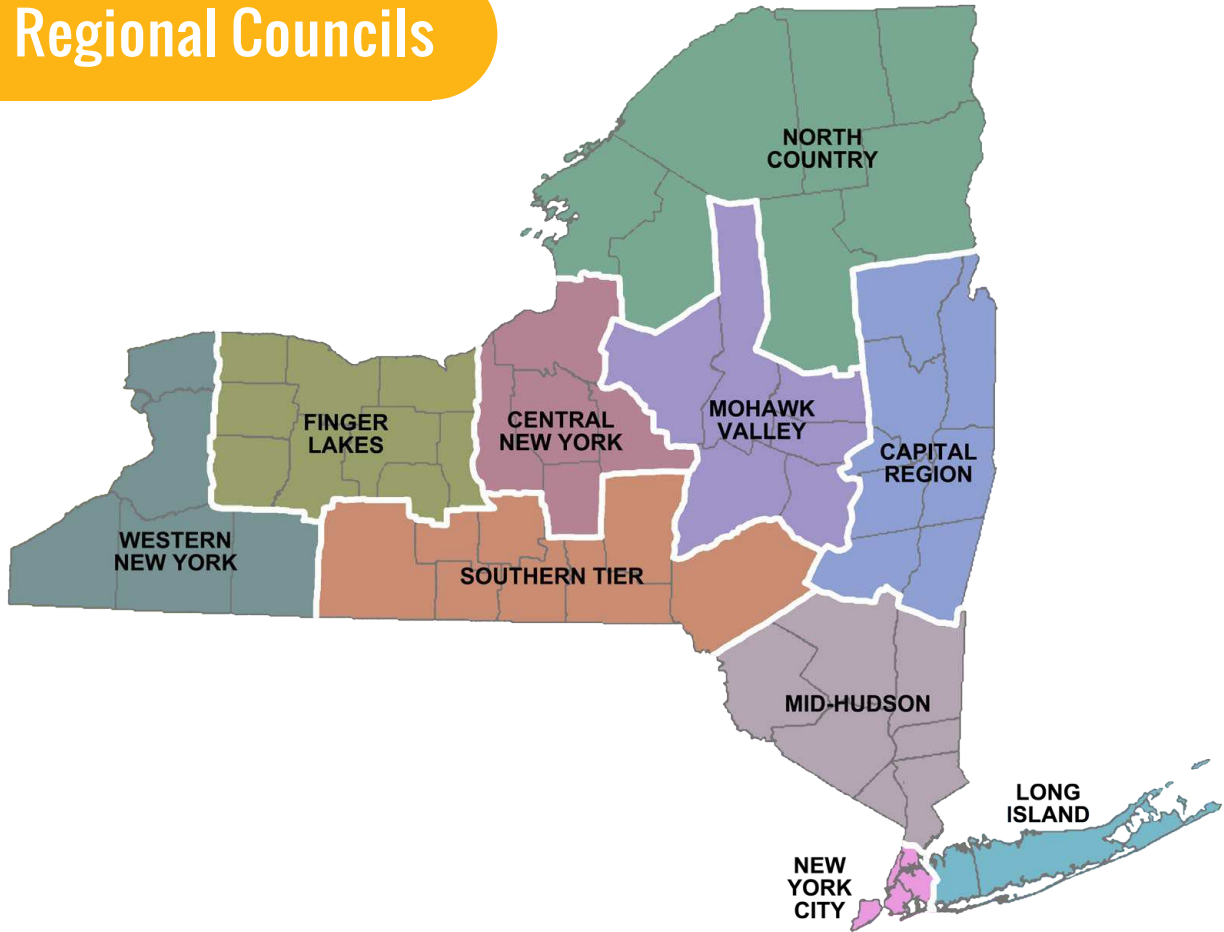 Regional Councils
NORTH
COUNTRY
FINGER
LAKES
CENTRAL
NEW YORK
MOHAWK
VALLEY
CAPITAL
REGION
WESTERN
NEW YORK
SOUTHERN TIER
MID-HUDSON
LONG
ISLAND
NEW
YORK
CITY